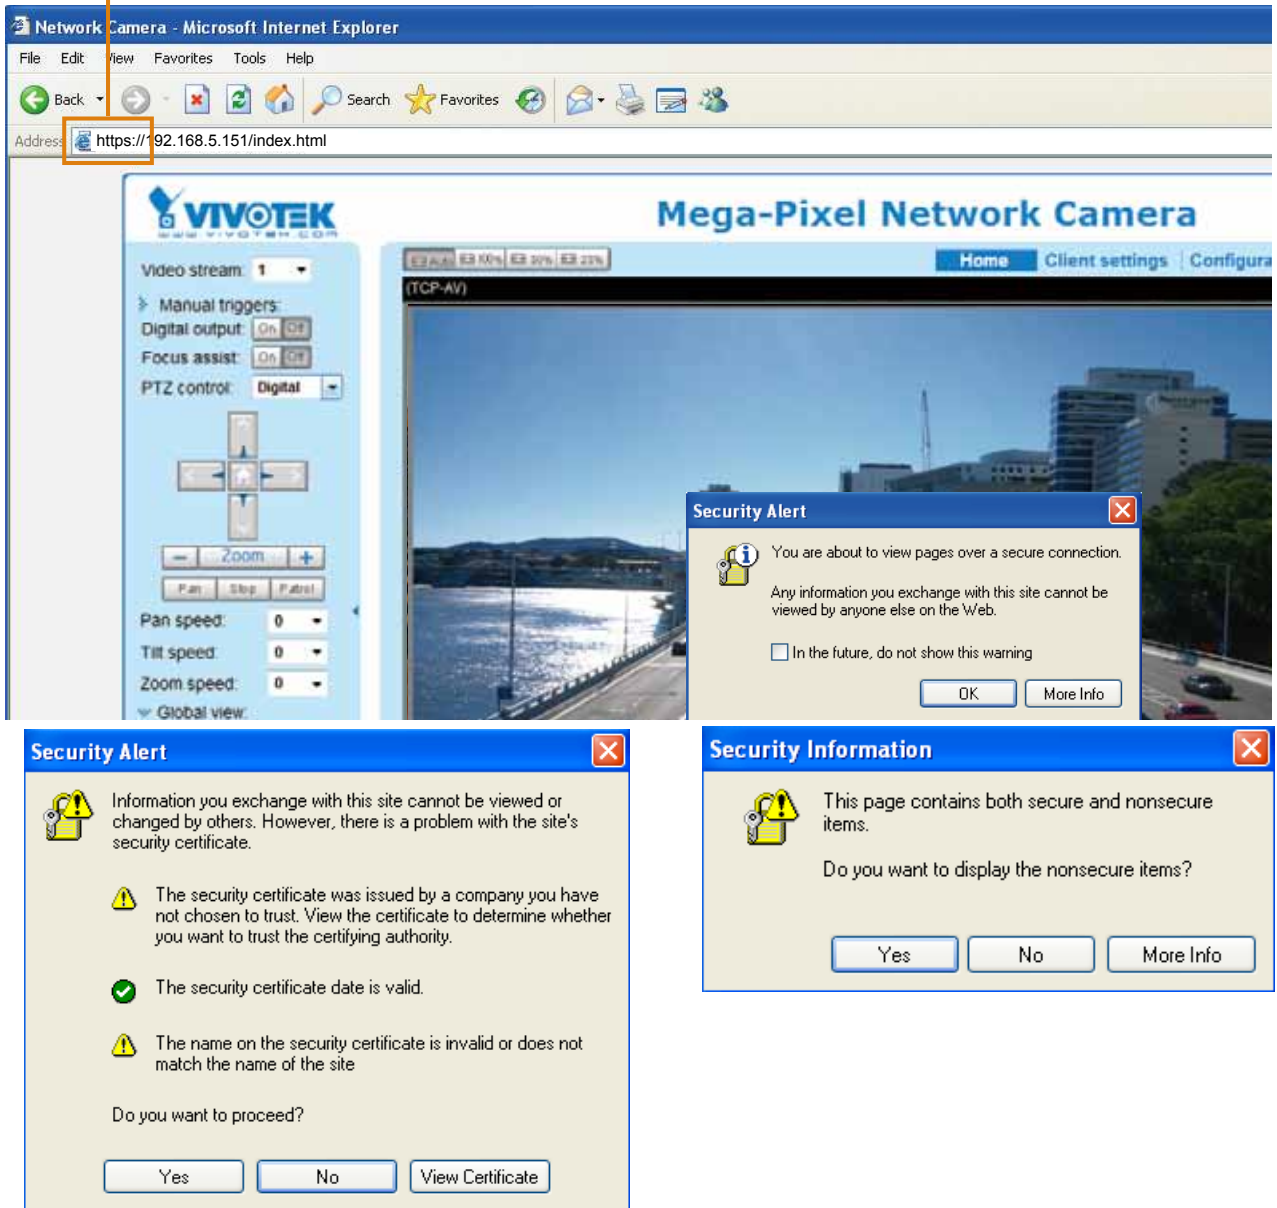 Network Camera - Microsoft Internet Explorer
File Edit View Favorites Tools Help
Back Search Favorites
Address https://192.168.5.151/index.html
VIVOTEK
www.vivotek.com
Mega-Pixel Network Camera
Video stream: 1
Auto 100% 50% 25%
Home Client settings Configura
(TCP-AV)
Manual triggers:
Digital output: On Off
Focus assist: On Off
PTZ control: Digital
Zoom
Pan Stop Patrol
Pan speed: 0
Tilt speed: 0
Zoom speed: 0
Global view:
Security Alert
You are about to view pages over a secure connection.
Any information you exchange with this site cannot be
viewed by anyone else on the Web.
In the future, do not show this warning
OK More Info
Security Alert
Information you exchange with this site cannot be viewed or
changed by others. However, there is a problem with the site's
security certificate.
The security certificate was issued by a company you have
not chosen to trust. View the certificate to determine whether
you want to trust the certifying authority.
The security certificate date is valid.
The name on the security certificate is invalid or does not
match the name of the site
Do you want to proceed?
Yes No View Certificate
Security Information
This page contains both secure and nonsecure
items.
Do you want to display the nonsecure items?
Yes No More Info